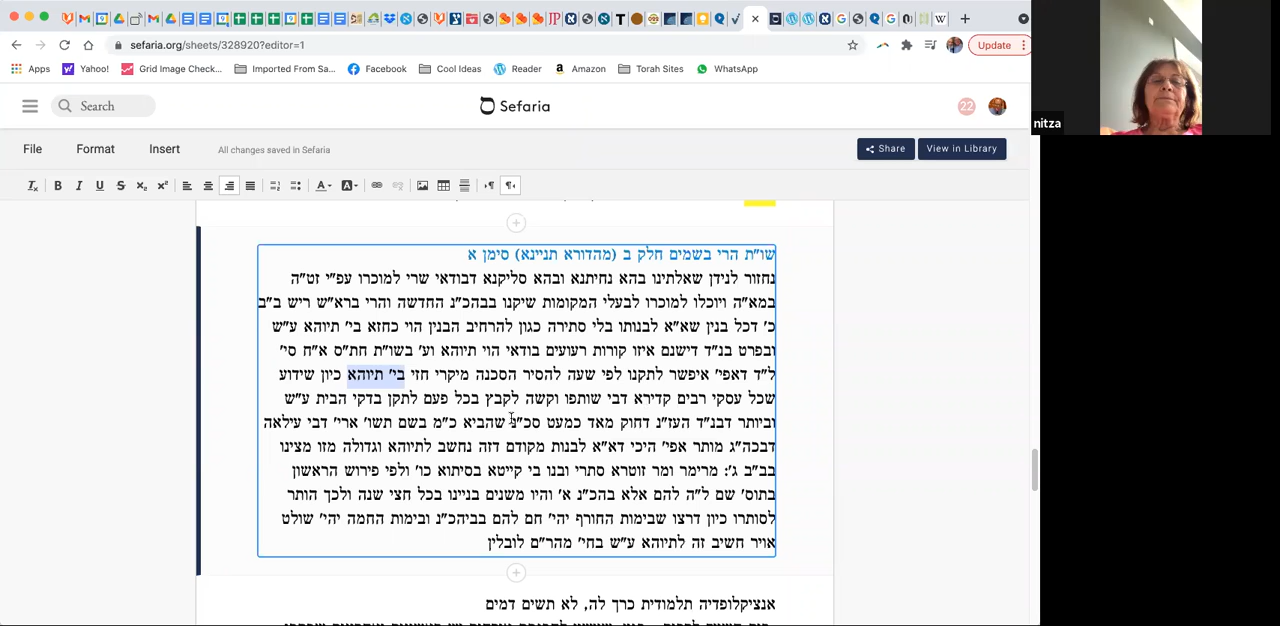 sefaria.org/sheets/328920?editor=1
Update
Apps
Yahoo!
Grid Image Check...
Imported From Sa...
Facebook
Cool Ideas
Reader
Amazon
Torah Sites
WhatsApp
Search
Sefaria
22
nitza
File
Format
Insert
All changes saved in Sefaria
Share
View in Library
שו"ת הרי בשמים חלק ב (מהדורא תניינא) סימן א
נחזור לנידן שאלתינו בהא נחיתנא ובהא סליקנא דבודאי שרי למוכרו עפ"י זט"ה
במא"ה ויוכלו למוכרו לבעלי המקומות שיקנו בבהכ"נ החדשה והרי ברא"ש ריש ב"ב
כ' דכל בנין שא"א לבנותו בלי סתירה כגון להרחיב הבנין הוי כחזא בי' תיוהא ע"ש
ובפרט בנ"ד דישנם איזו קורות רעועים בודאי הוי תיוהא וע' בשו"ת חת"ס א"ח סי'
ל"ד דאפי' איפשר לתקנו לפי שעה להסיר הסכנה מיקרי חזי בי' תיוהא כיון שידוע
שכל עסקי רבים קדירא דבי שותפו וקשה לקבץ בכל פעם לתקן בדקי הבית ע"ש
וביותר דבנ"ד העז"נ דחוק מאד כמעט סכ"נ שהביא כ"מ בשם תשו' ארי' דבי עילאה
דבכה"ג מותר אפי' היכי דא"א לבנות מקודם דזה נחשב לתיוהא וגדולה מזו מצינו
בב"ב ג': מרימר ומר זוטרא סתרי ובנו בי קייטא בסיתוא כו' ולפי פירוש הראשון
בתוס' שם ל"ה להם אלא בהכ"נ א' והיו משנים בניינו בכל חצי שנה ולכך הותר
לסותרו כיון דרצו שבימות החורף יהי' חם להם בביהכ"נ ובימות החמה יהי' שולט
אויר חשיב זה לתיוהא ע"ש בחי' מהר"ם לובלין
אנציקלופדיה תלמודית כרך לה, לא תשים דמים